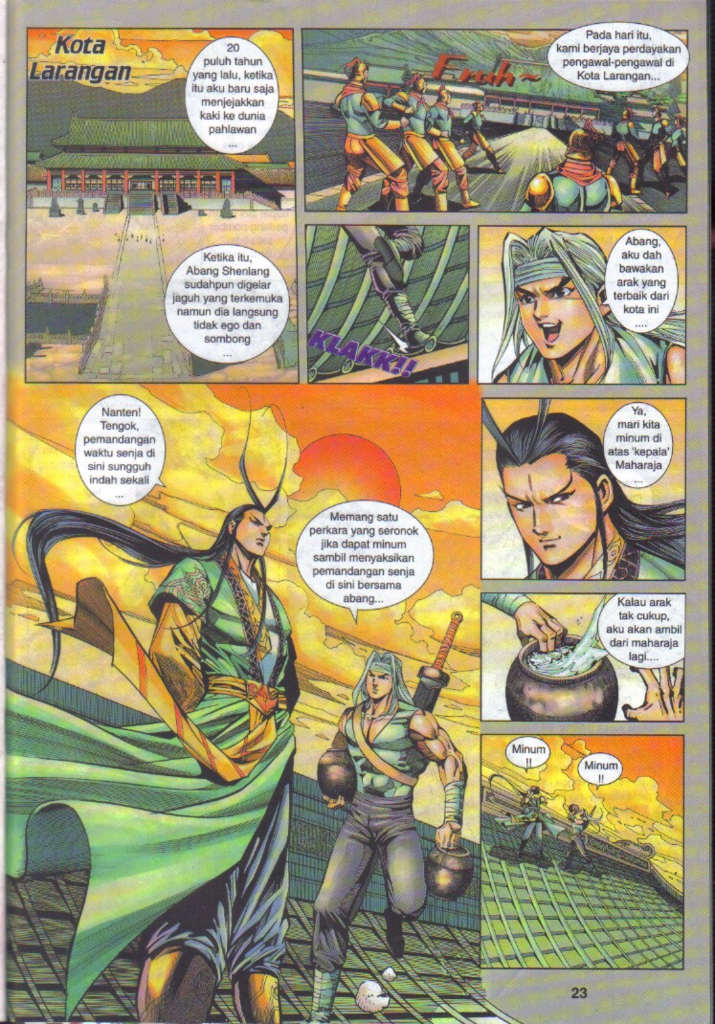 Kota
Larangan
20
puluh tahun
yang lalu, ketika
itu aku baru saja
menjejakkan
kaki ke dunia
pahlawan
...
Ketika itu,
Abang Shenlang
sudahpun digelar
jaguh yang terkemuka
namun dia langsung
tidak ego dan
sombong
...
Pada hari itu,
kami berjaya perdayakan
pengawal-pengawal di
Kota Larangan...
KLAKK!!
Abang,
aku dah
bawakan
arak yang
terbaik dari
kota ini
....
Nanten!
Tengok,
pemandangan
waktu senja di
sini sungguh
indah sekali
...
Memang satu
perkara yang seronok
jika dapat minum
sambil menyaksikan
pemandangan senja
di sini bersama
abang...
Ya,
mari kita
minum di
atas 'kepala'
Maharaja
...
Kalau arak
tak cukup,
aku akan ambil
dari maharaja
lagi....
Minum
!!
Minum
!!
23